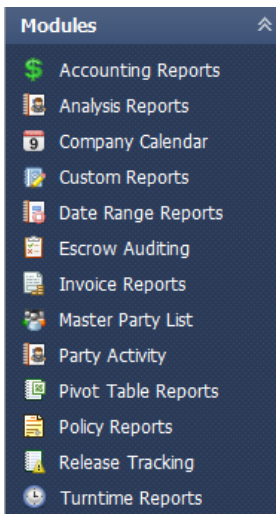 Modules
Accounting Reports
Analysis Reports
9 Company Calendar
Custom Reports
Date Range Reports
Escrow Auditing
Invoice Reports
Master Party List
Party Activity
Pivot Table Reports
Policy Reports
Release Tracking
Turntime Reports